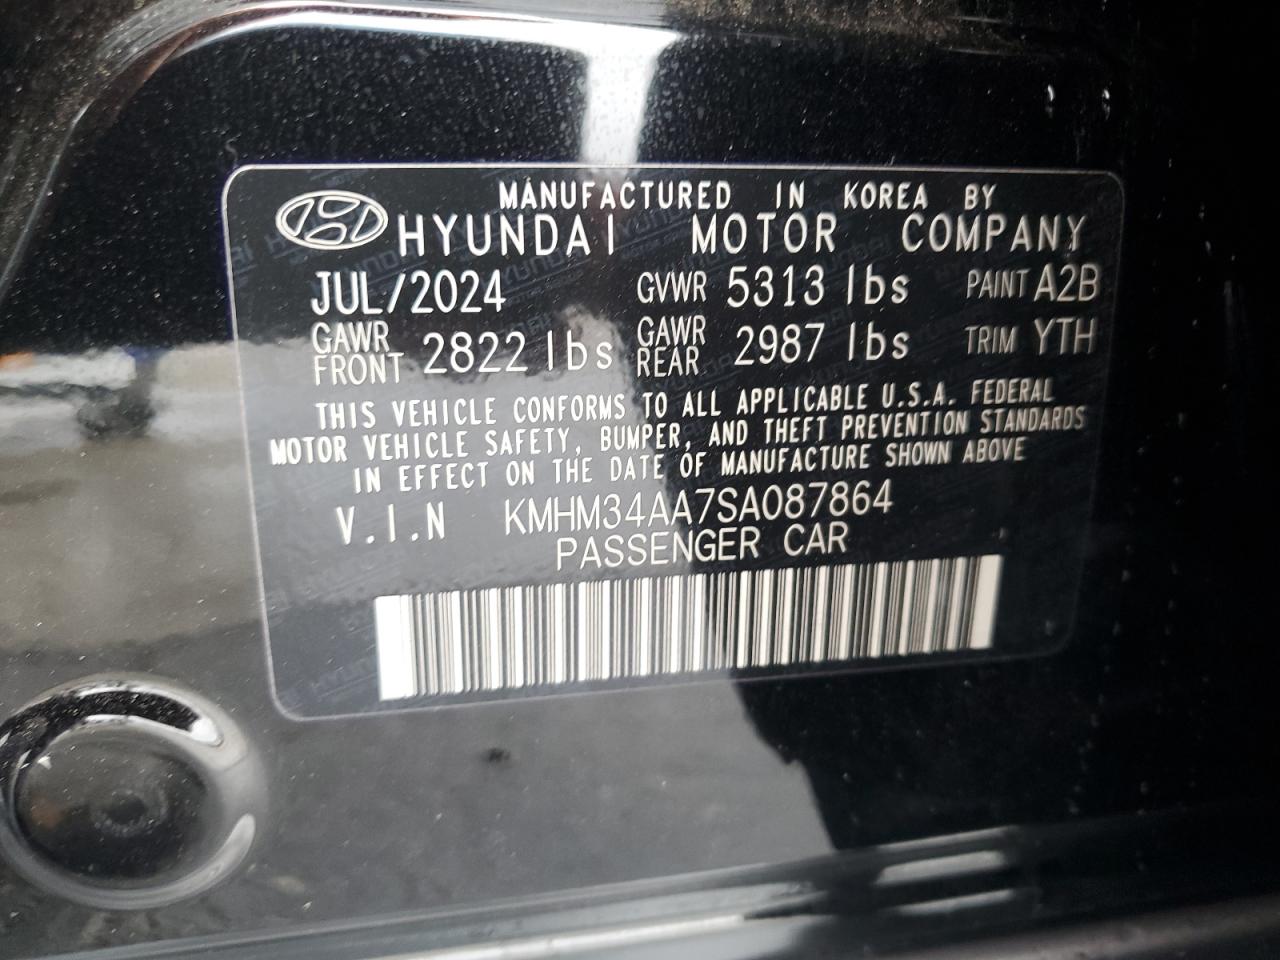 MANUFACTURED IN KOREA BY
HYUNDAI MOTOR COMPANY
JUL/2024 GVWR 5313 lbs PAINT A2B
GAWR FRONT 2822 lbs GAWR REAR 2987 lbs TRIM YTH
THIS VEHICLE CONFORMS TO ALL APPLICABLE U.S.A. FEDERAL
MOTOR VEHICLE SAFETY, BUMPER, AND THEFT PREVENTION STANDARDS
IN EFFECT ON THE DATE OF MANUFACTURE SHOWN ABOVE
V.I.N KMHM34AA7SA087864
PASSENGER CAR